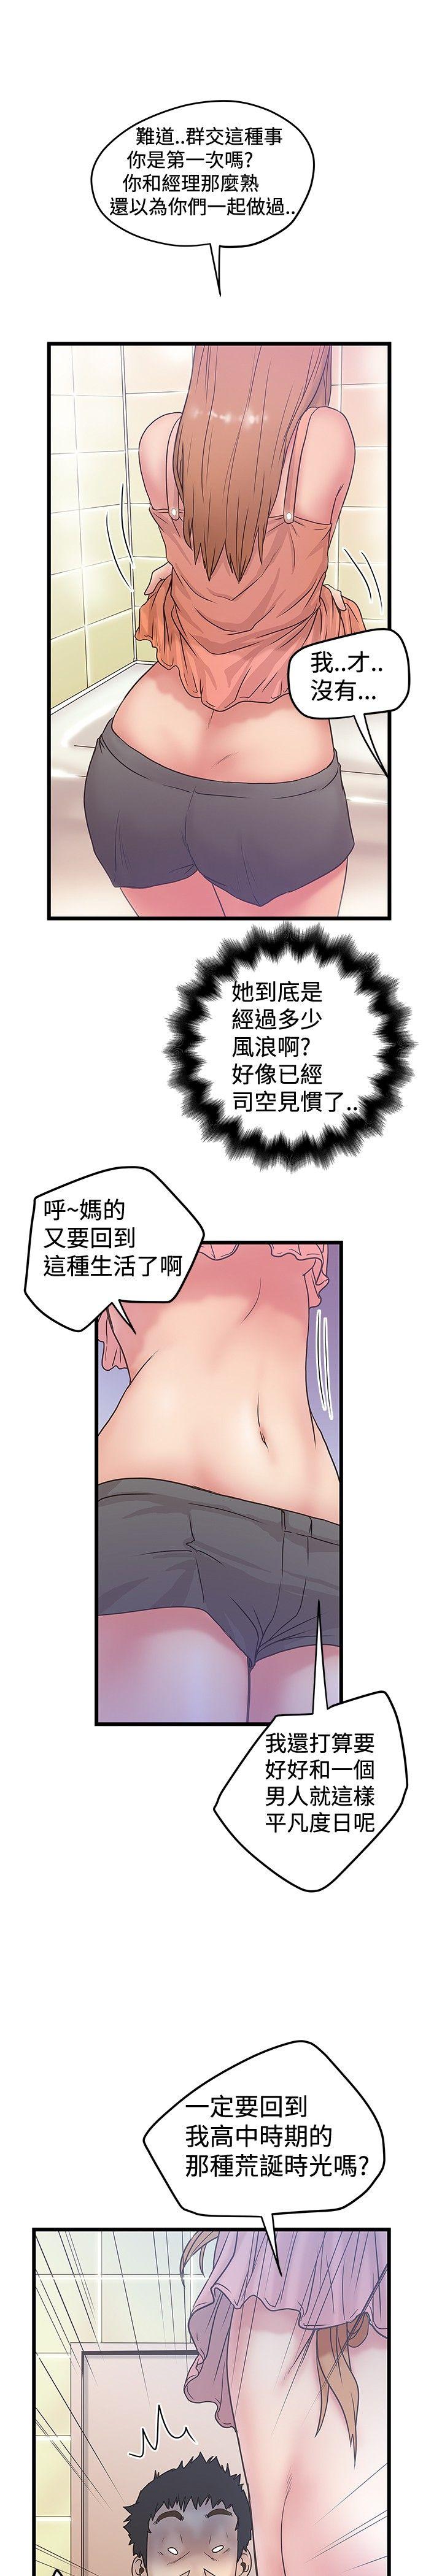 難道..群交這種事
你是第一次嗎?
你和經理那麼熟
還以為你們一起做過..
我..才..
沒有...
她到底是
經過多少
風浪啊?
好像已經
司空見慣了..
呼~媽的
又要回到
這種生活了啊
我還打算要
好好和一個
男人就這樣
平凡度日呢
一定要回到
我高中時期的
那種荒誕時光嗎?